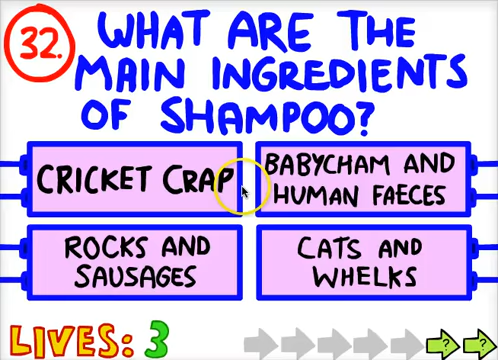 32.
WHAT ARE THE
MAIN INGREDIENTS
OF SHAMPOO?
CRICKET CRAP
BABYCHAM AND
HUMAN FAECES
ROCKS AND
SAUSAGES
CATS AND
WHELKS
LIVES: 3
? ?